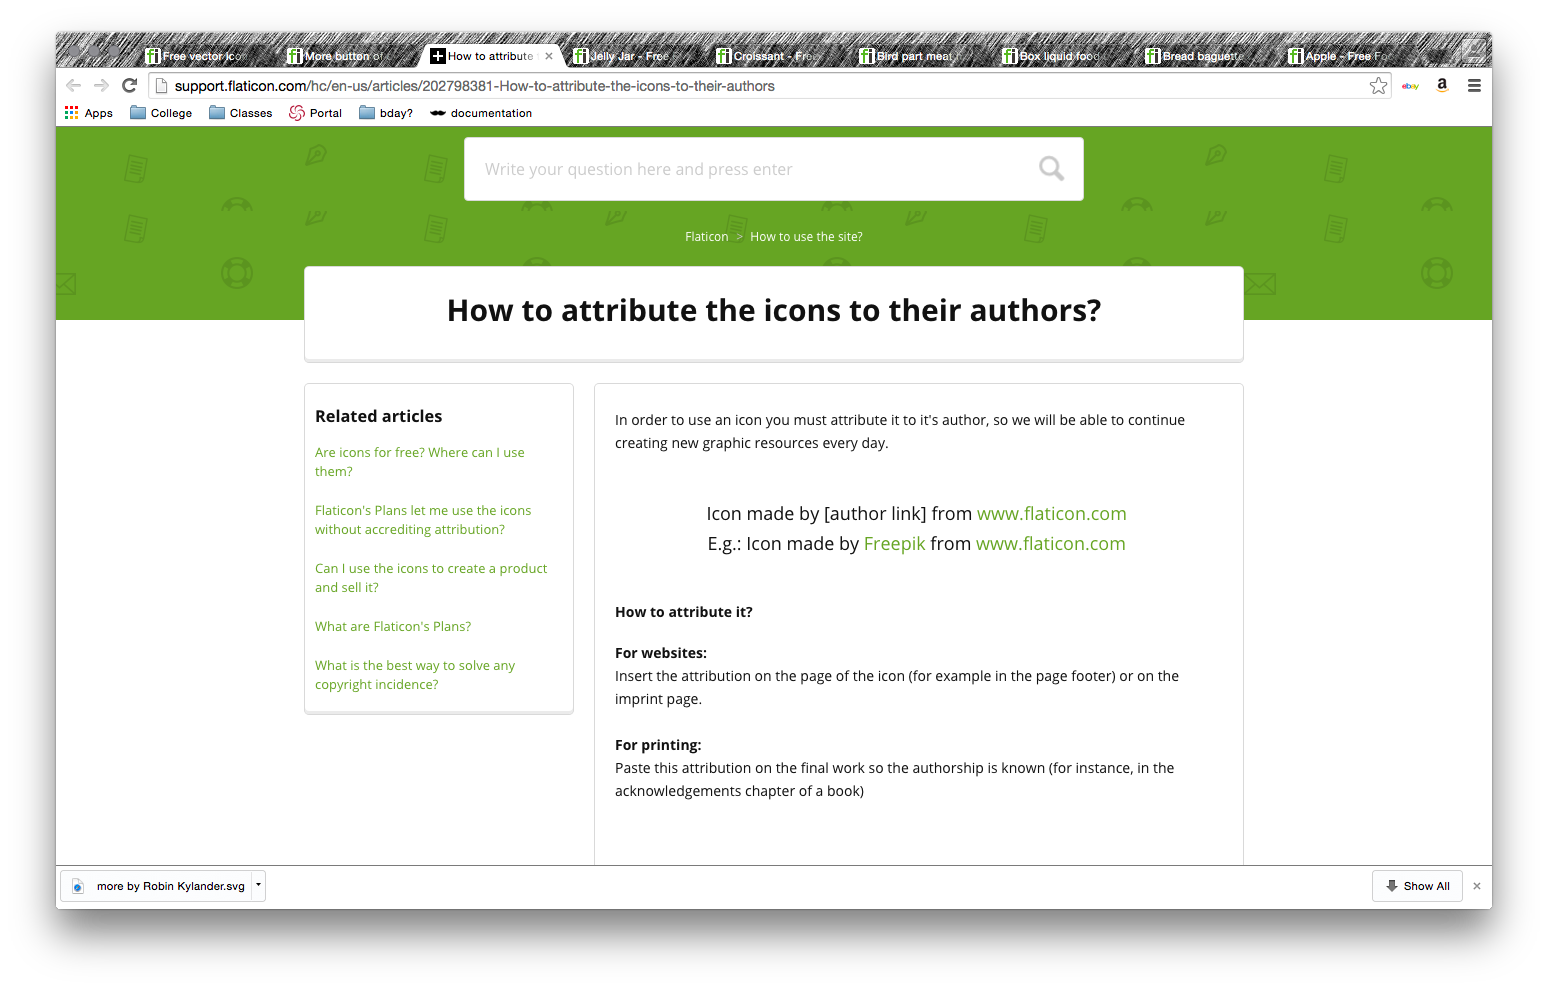 Free vector Ico
More button of
How to attribute
Jelly Jar - Free
Croissant - Free
Bird part meat
Box liquid food
Bread baguette
Apple - Free Fo
support.flaticon.com/hc/en-us/articles/202798381-How-to-attribute-the-icons-to-their-authors
ebay
a
Apps
College
Classes
Portal
bday?
documentation
Write your question here and press enter
Flaticon > How to use the site?
How to attribute the icons to their authors?
Related articles
Are icons for free? Where can I use
them?
Flaticon's Plans let me use the icons
without accrediting attribution?
Can I use the icons to create a product
and sell it?
What are Flaticon's Plans?
What is the best way to solve any
copyright incidence?
In order to use an icon you must attribute it to it's author, so we will be able to continue
creating new graphic resources every day.
Icon made by [author link] from www.flaticon.com
E.g.: Icon made by Freepik from www.flaticon.com
How to attribute it?
For websites:
Insert the attribution on the page of the icon (for example in the page footer) or on the
imprint page.
For printing:
Paste this attribution on the final work so the authorship is known (for instance, in the
acknowledgements chapter of a book)
more by Robin Kylander.svg
Show All